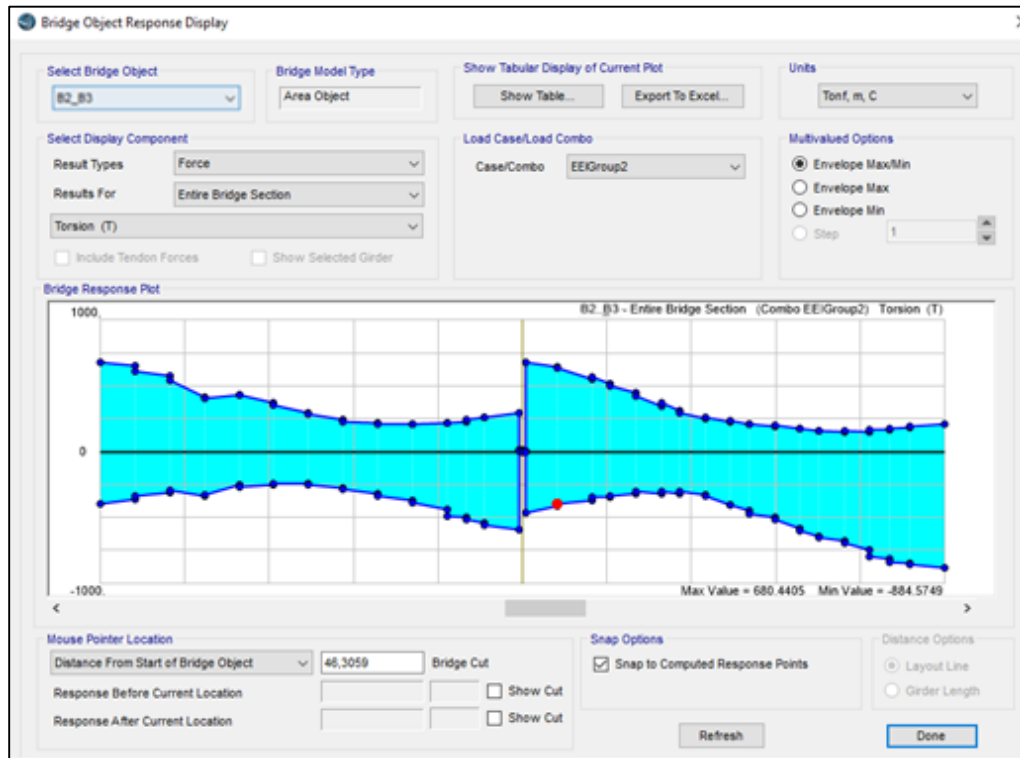 Bridge Object Response Display
Select Bridge Object
B2_B3
Bridge Model Type
Area Object
Show Tabular Display of Current Plot
Show Table...
Export To Excel...
Units
Tonf, m, C
Select Display Component
Result Types
Force
Results For
Entire Bridge Section
Torsion (T)
Include Tendon Forces
Show Selected Girder
Load Case/Load Combo
Case/Combo
EEIGroup2
Multivalued Options
Envelope Max/Min
Envelope Max
Envelope Min
Step
1
Bridge Response Plot
1000,
B2_B3 - Entire Bridge Section (Combo EEIGroup2) Torsion (T)
0
-1000,
Max Value = 680.4405 Min Value = -884.5749
Mouse Pointer Location
Distance From Start of Bridge Object
46,3059
Bridge Cut
Response Before Current Location
Show Cut
Response After Current Location
Show Cut
Snap Options
Snap to Computed Response Points
Distance Options
Layout Line
Girder Length
Refresh
Done